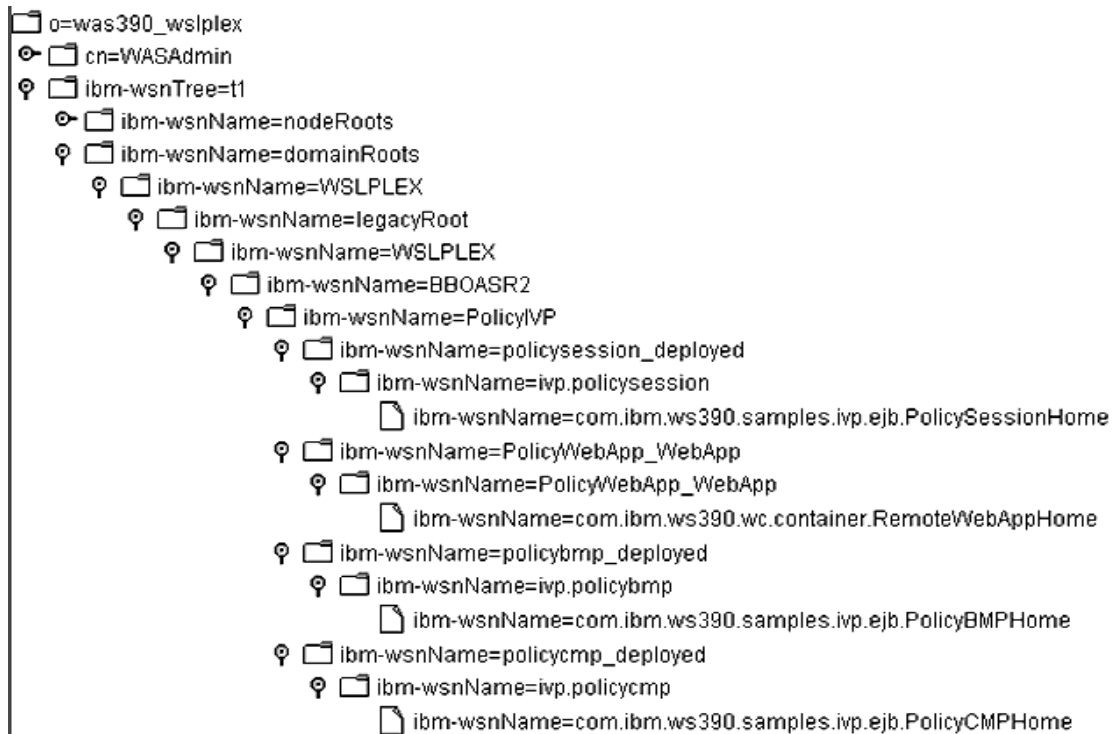 o=was390_wslplex
cn=WASAdmin
ibm-wsnTree=t1
ibm-wsnName=nodeRoots
ibm-wsnName=domainRoots
ibm-wsnName=WSLPLEX
ibm-wsnName=legacyRoot
ibm-wsnName=WSLPLEX
ibm-wsnName=BBOASR2
ibm-wsnName=PolicyIVP
ibm-wsnName=policysession_deployed
ibm-wsnName=ivp.policysession
ibm-wsnName=com.ibm.ws390.samples.ivp.ejb.PolicySessionHome
ibm-wsnName=PolicyWebApp_WebApp
ibm-wsnName=PolicyWebApp_WebApp
ibm-wsnName=com.ibm.ws390.wc.container.RemoteWebAppHome
ibm-wsnName=policybmp_deployed
ibm-wsnName=ivp.policybmp
ibm-wsnName=com.ibm.ws390.samples.ivp.ejb.PolicyBMPHome
ibm-wsnName=policycmp_deployed
ibm-wsnName=ivp.policycmp
ibm-wsnName=com.ibm.ws390.samples.ivp.ejb.PolicyCMPHome